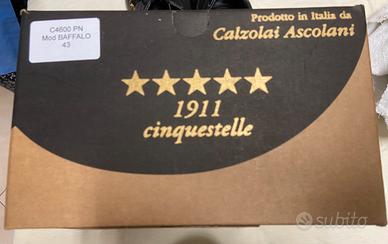 C4600 PN
Mod BAFFALO
43
Prodotto in Italia da
Calzolai Ascolani
1911
cinquestelle
subito